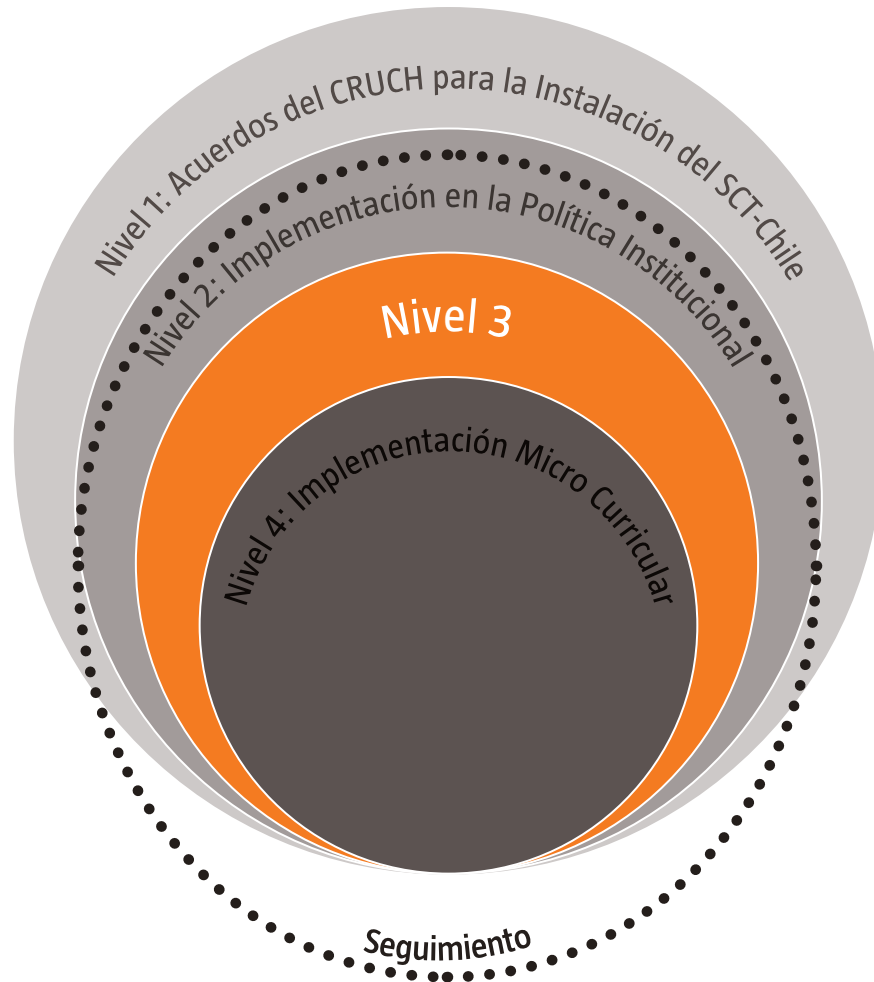 Nivel 1: Acuerdos del CRUCH para la Instalación del SCT-Chile
Nivel 2: Implementación en la Política Institucional
Nivel 3
Nivel 4: Implementación Micro Curricular
Seguimiento